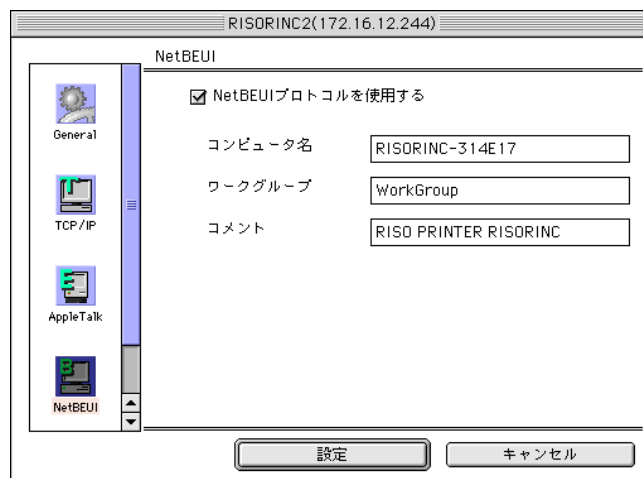 RISORINC2(172.16.12.244)
NetBEUI
General
TCP/IP
AppleTalk
NetBEUI
NetBEUIプロトコルを使用する
コンピュータ名
RISORINC-314E17
ワークグループ
WorkGroup
コメント
RISO PRINTER RISORINC
設定
キャンセル